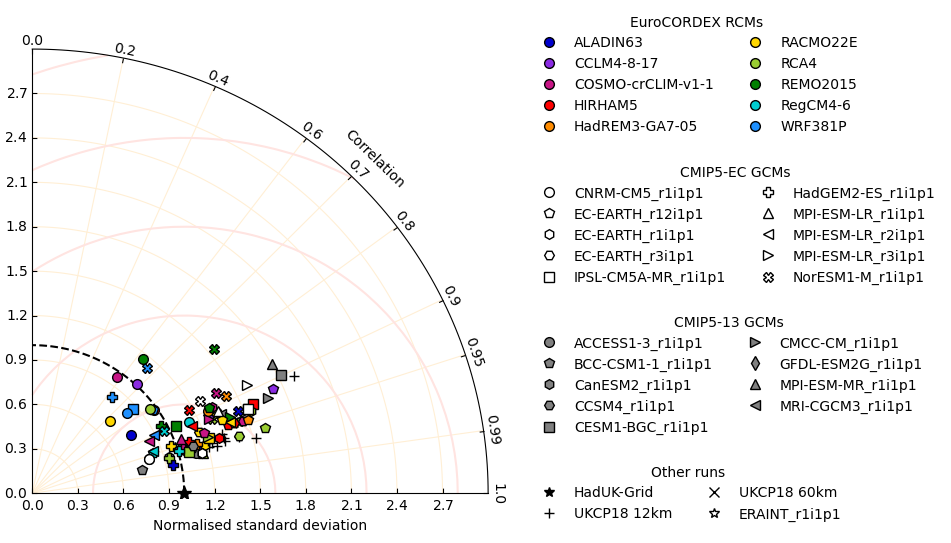 0.0
0.2
0.4
0.6
Correlation
0.7
0.8
0.9
0.95
0.99
1.0
2.7
2.4
2.1
1.8
1.5
1.2
0.9
0.6
0.3
0.0
0.0 0.3 0.6 0.9 1.2 1.5 1.8 2.1 2.4 2.7
Normalised standard deviation
EuroCORDEX RCMs
ALADIN63 RACMO22E
CCLM4-8-17 RCA4
COSMO-crCLIM-v1-1 REMO2015
HIRHAM5 RegCM4-6
HadREM3-GA7-05 WRF381P
CMIP5-EC GCMs
CNRM-CM5_r1i1p1 HadGEM2-ES_r1i1p1
EC-EARTH_r12i1p1 MPI-ESM-LR_r1i1p1
EC-EARTH_r1i1p1 MPI-ESM-LR_r2i1p1
EC-EARTH_r3i1p1 MPI-ESM-LR_r3i1p1
IPSL-CM5A-MR_r1i1p1 NorESM1-M_r1i1p1
CMIP5-13 GCMs
ACCESS1-3_r1i1p1 CMCC-CM_r1i1p1
BCC-CSM1-1_r1i1p1 GFDL-ESM2G_r1i1p1
CanESM2_r1i1p1 MPI-ESM-MR_r1i1p1
CCSM4_r1i1p1 MRI-CGCM3_r1i1p1
CESM1-BGC_r1i1p1
Other runs
HadUK-Grid UKCP18 60km
UKCP18 12km ERAINT_r1i1p1